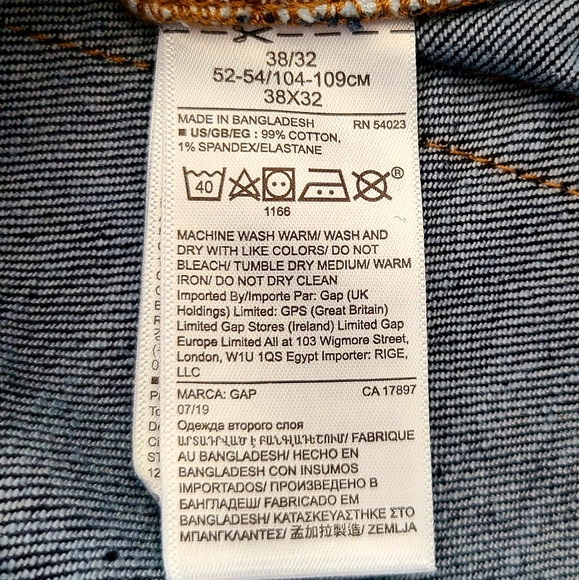 38/32
52-54/104-109см
38X32
MADE IN BANGLADESH RN 54023
■ US/GB/EG : 99% COTTON,
1% SPANDEX/ELASTANE
40 ®
1166
MACHINE WASH WARM/ WASH AND
DRY WITH LIKE COLORS/ DO NOT
BLEACH/ TUMBLE DRY MEDIUM/ WARM
IRON/ DO NOT DRY CLEAN
Imported By/Importe Par: Gap (UK
Holdings) Limited: GPS (Great Britain)
Limited Gap Stores (Ireland) Limited Gap
Europe Limited All at 103 Wigmore Street,
London, W1U 1QS Egypt Importer: RIGE,
LLC
MARCA: GAP CA 17897
07/19
Одежда второго слоя
ԱՐՏԱԴՐՎԱԾ Է ԲԱՆԳԼԱԴԵՇՈՒՄ/ FABRIQUE
AU BANGLADESH/ HECHO EN
BANGLADESH CON INSUMOS
IMPORTADOS/ ПРОИЗВЕДЕНО В
БАНГЛАДЕШ/ FABRICADO EM
BANGLADESH/ ΚΑΤΑΣΚΕΥΑΣΤΗΚΕ ΣΤΟ
ΜΠΑΝΓΚΛΑΝΤΕΣ/ 孟加拉製造/ ZEMLJA